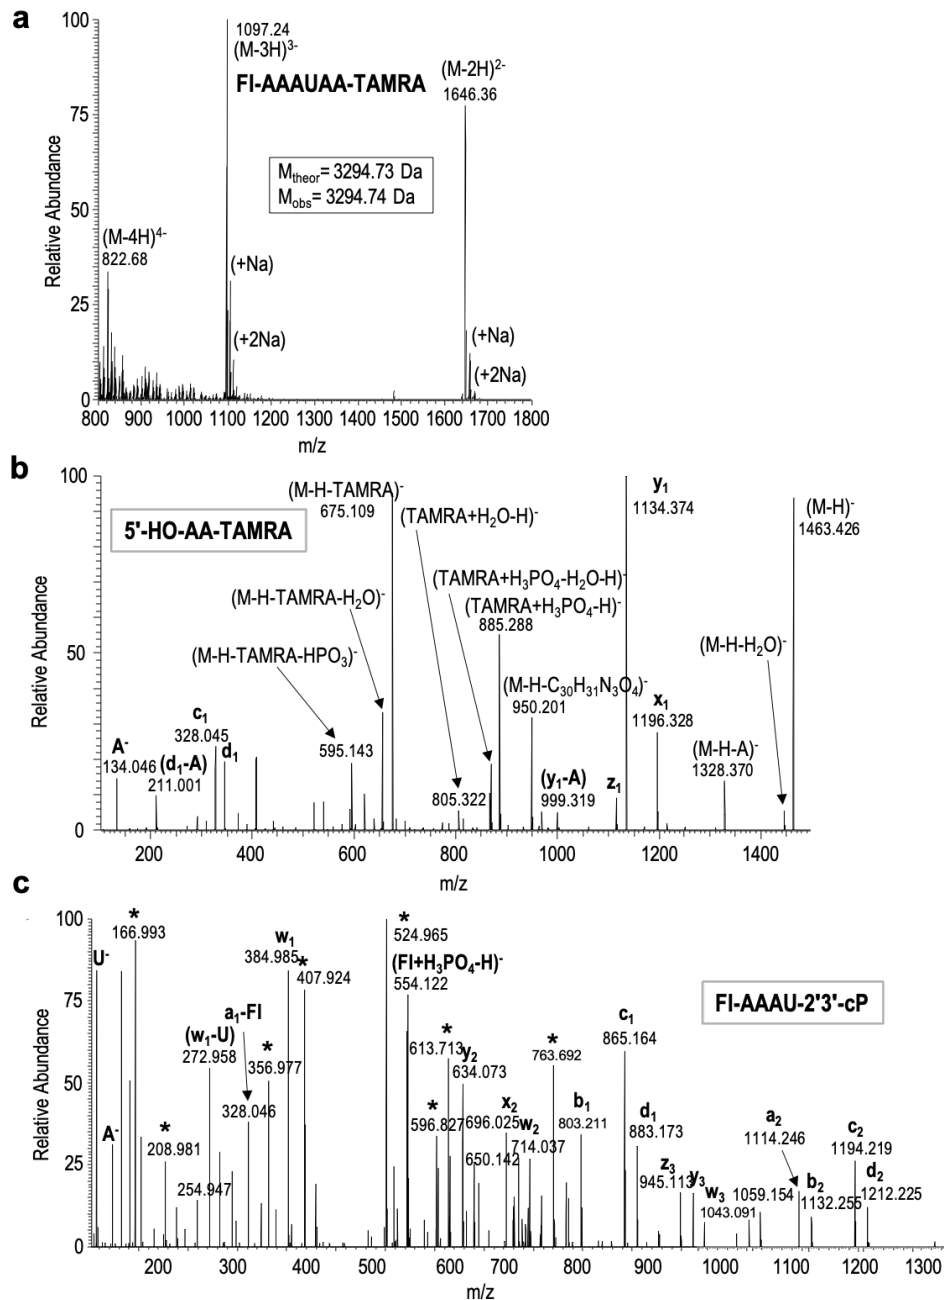 a
100
75
50
25
0
Relative Abundance
1097.24
(M-3H)3-
FI-AAAUAA-TAMRA
(M-2H)2-
1646.36
Mtheor= 3294.73 Da
Mobs= 3294.74 Da
(M-4H)4-
822.68
(+Na)
(+2Na)
(+Na)
(+2Na)
800 1000 1200 1300 1400 1500 1600 1700 1800
m/z
b
100
50
0
Relative Abundance
5'-HO-AA-TAMRA
(M-H-TAMRA)-
675.109
(TAMRA+H2O-H)-
y1
1134.374
(M-H)-
1463.426
(TAMRA+H3PO4-H2O-H)-
(TAMRA+H3PO4-H)-
885.288
(M-H-TAMRA-H2O)-
(M-H-TAMRA-HPO3)-
(M-H-H2O)-
(M-H-C30H31N3O4)-
950.201
x1
1196.328
c1
328.045
d1
A-
134.046
(d1-A)
211.001
595.143
805.322
(y1-A)
999.319
z1
(M-H-A)-
1328.370
200 400 600 800 1000 1200 1400
m/z
c
100
75
50
25
0
Relative Abundance
*
166.993
U-
w1
384.985
*
407.924
*
524.965
(FI+H3PO4-H)-
554.122
FI-AAAU-2'3'-cP
a1-FI
(w1-U)
272.958
*
356.977
328.046
*
613.713
y2
634.073
*
763.692
c1
865.164
A-
*
208.981
254.947
*
596.827
x2
696.025
650.142
w2
714.037
b1
803.211
d1
883.173
z3
945.113
y3
w3
1043.091
1059.154
a2
1114.246
b2
1132.255
c2
1194.219
d2
1212.225
200 300 400 500 600 700 800 1000 1100 1200 1300
m/z